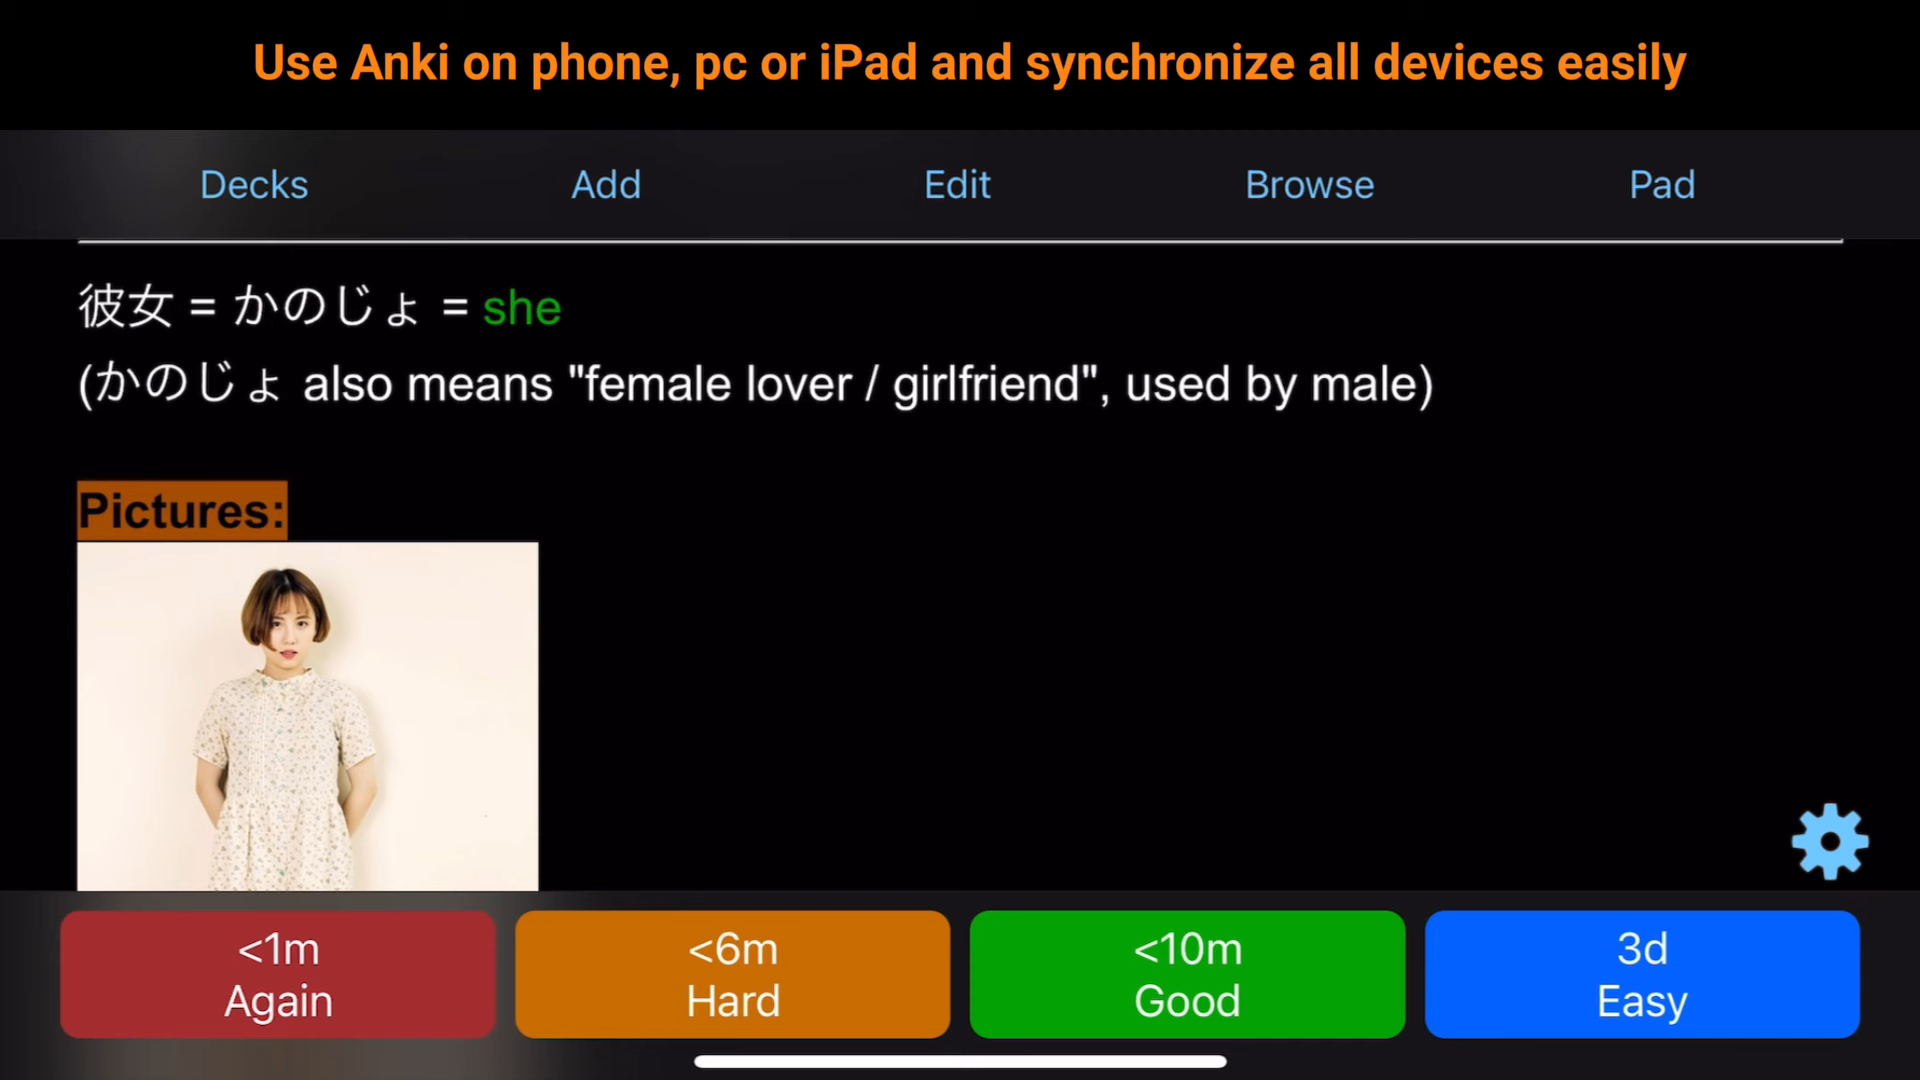 Use Anki on phone, pc or iPad and synchronize all devices easily
Decks Add Edit Browse Pad
彼女 = かのじょ = she
(かのじょ also means "female lover / girlfriend", used by male)
Pictures:
<1m <6m <10m 3d
Again Hard Good Easy